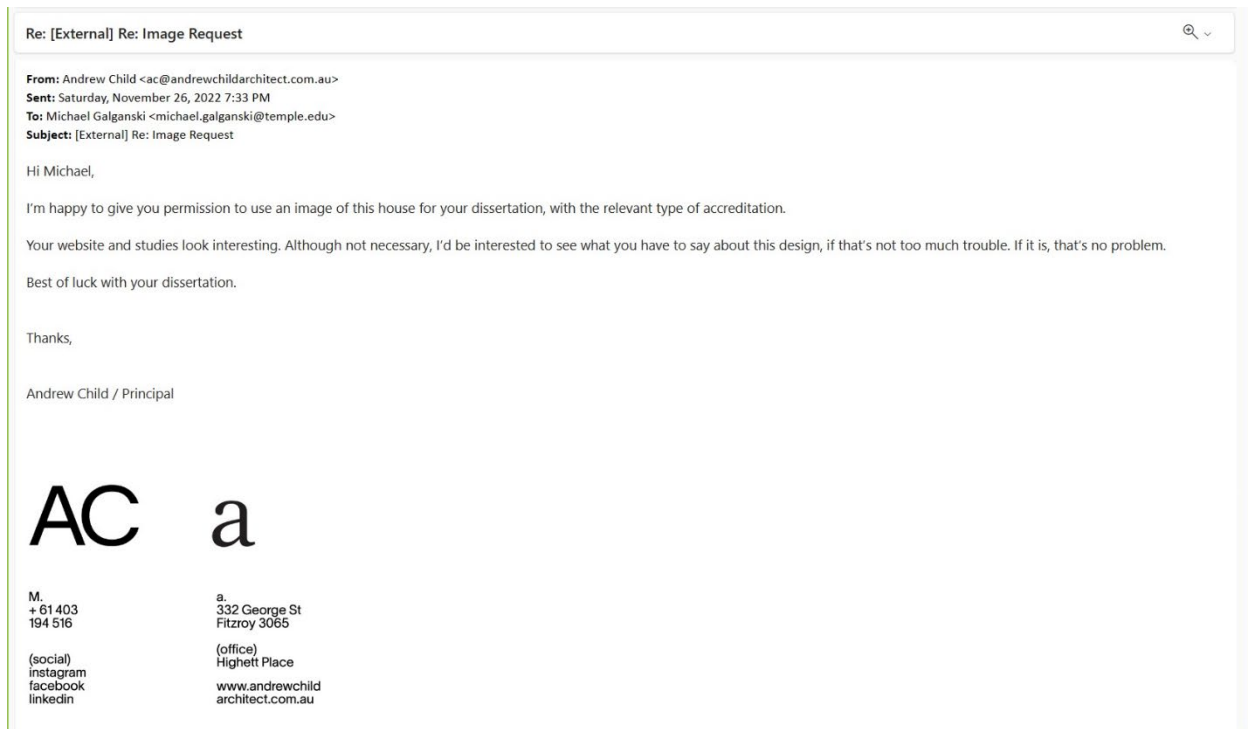 Re: [External] Re: Image Request
From: Andrew Child <ac@andrewchildarchitect.com.au>
Sent: Saturday, November 26, 2022 7:33 PM
To: Michael Galganski <michael.galganski@temple.edu>
Subject: [External] Re: Image Request
Hi Michael,
I'm happy to give you permission to use an image of this house for your dissertation, with the relevant type of accreditation.
Your website and studies look interesting. Although not necessary, I'd be interested to see what you have to say about this design, if that's not too much trouble. If it is, that's no problem.
Best of luck with your dissertation.
Thanks,
Andrew Child / Principal
AC
M.
+ 61 403
194 516
(social)
instagram
facebook
linkedin
a
a.
332 George St
Fitzroy 3065
(office)
Highett Place
www.andrewchild
architect.com.au